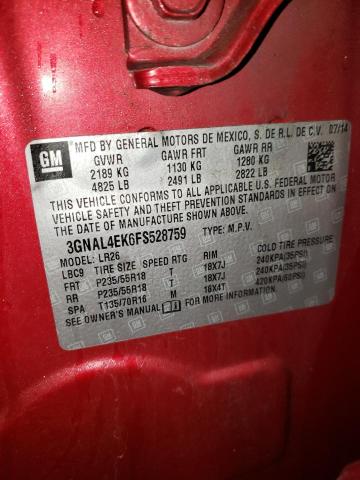 GM
MFD BY GENERAL MOTORS DE MEXICO, S. DE R.L. DE C.V. 07/14
GVWR GAWR FRT GAWR RR
2189 KG 1130 KG 1280 KG
4825 LB 2491 LB 2822 LB
THIS VEHICLE CONFORMS TO ALL APPLICABLE U.S. FEDERAL
MOTOR VEHICLE SAFETY AND THEFT PREVENTION STANDARDS IN EFFECT ON
THE DATE OF MANUFACTURE SHOWN ABOVE.
3GNAL4EK6FS528759 TYPE: M.P.V.
LBC9 LR26
TIRE SIZE SPEED RTG RIM COLD TIRE PRESSURE
FRT P235/55R18 T 18X7J 240KPA(35PSI)
RR P235/55R18 T 18X7J 240KPA(35PSI)
SPA T135/70R16 M 16X4T 420KPA(60PSI)
SEE OWNER'S MANUAL